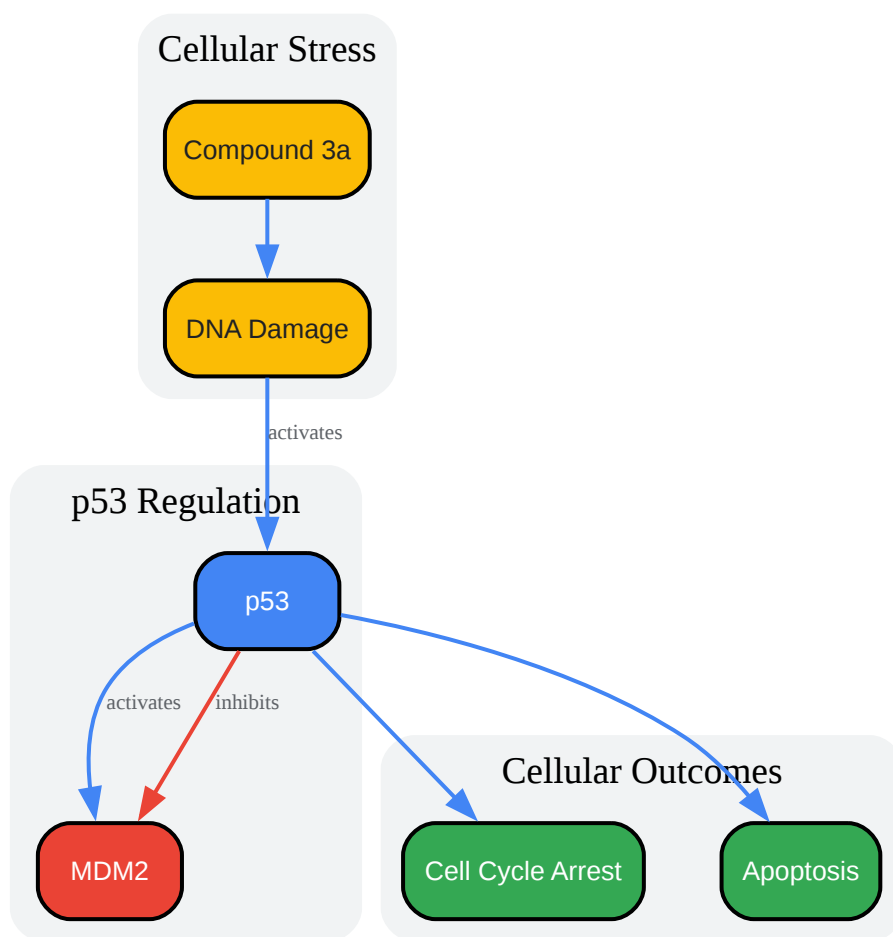 Cellular Stress
Compound 3a
DNA Damage
activates
p53 Regulation
p53
activates
inhibits
Cellular Outcomes
MDM2
Cell Cycle Arrest
Apoptosis